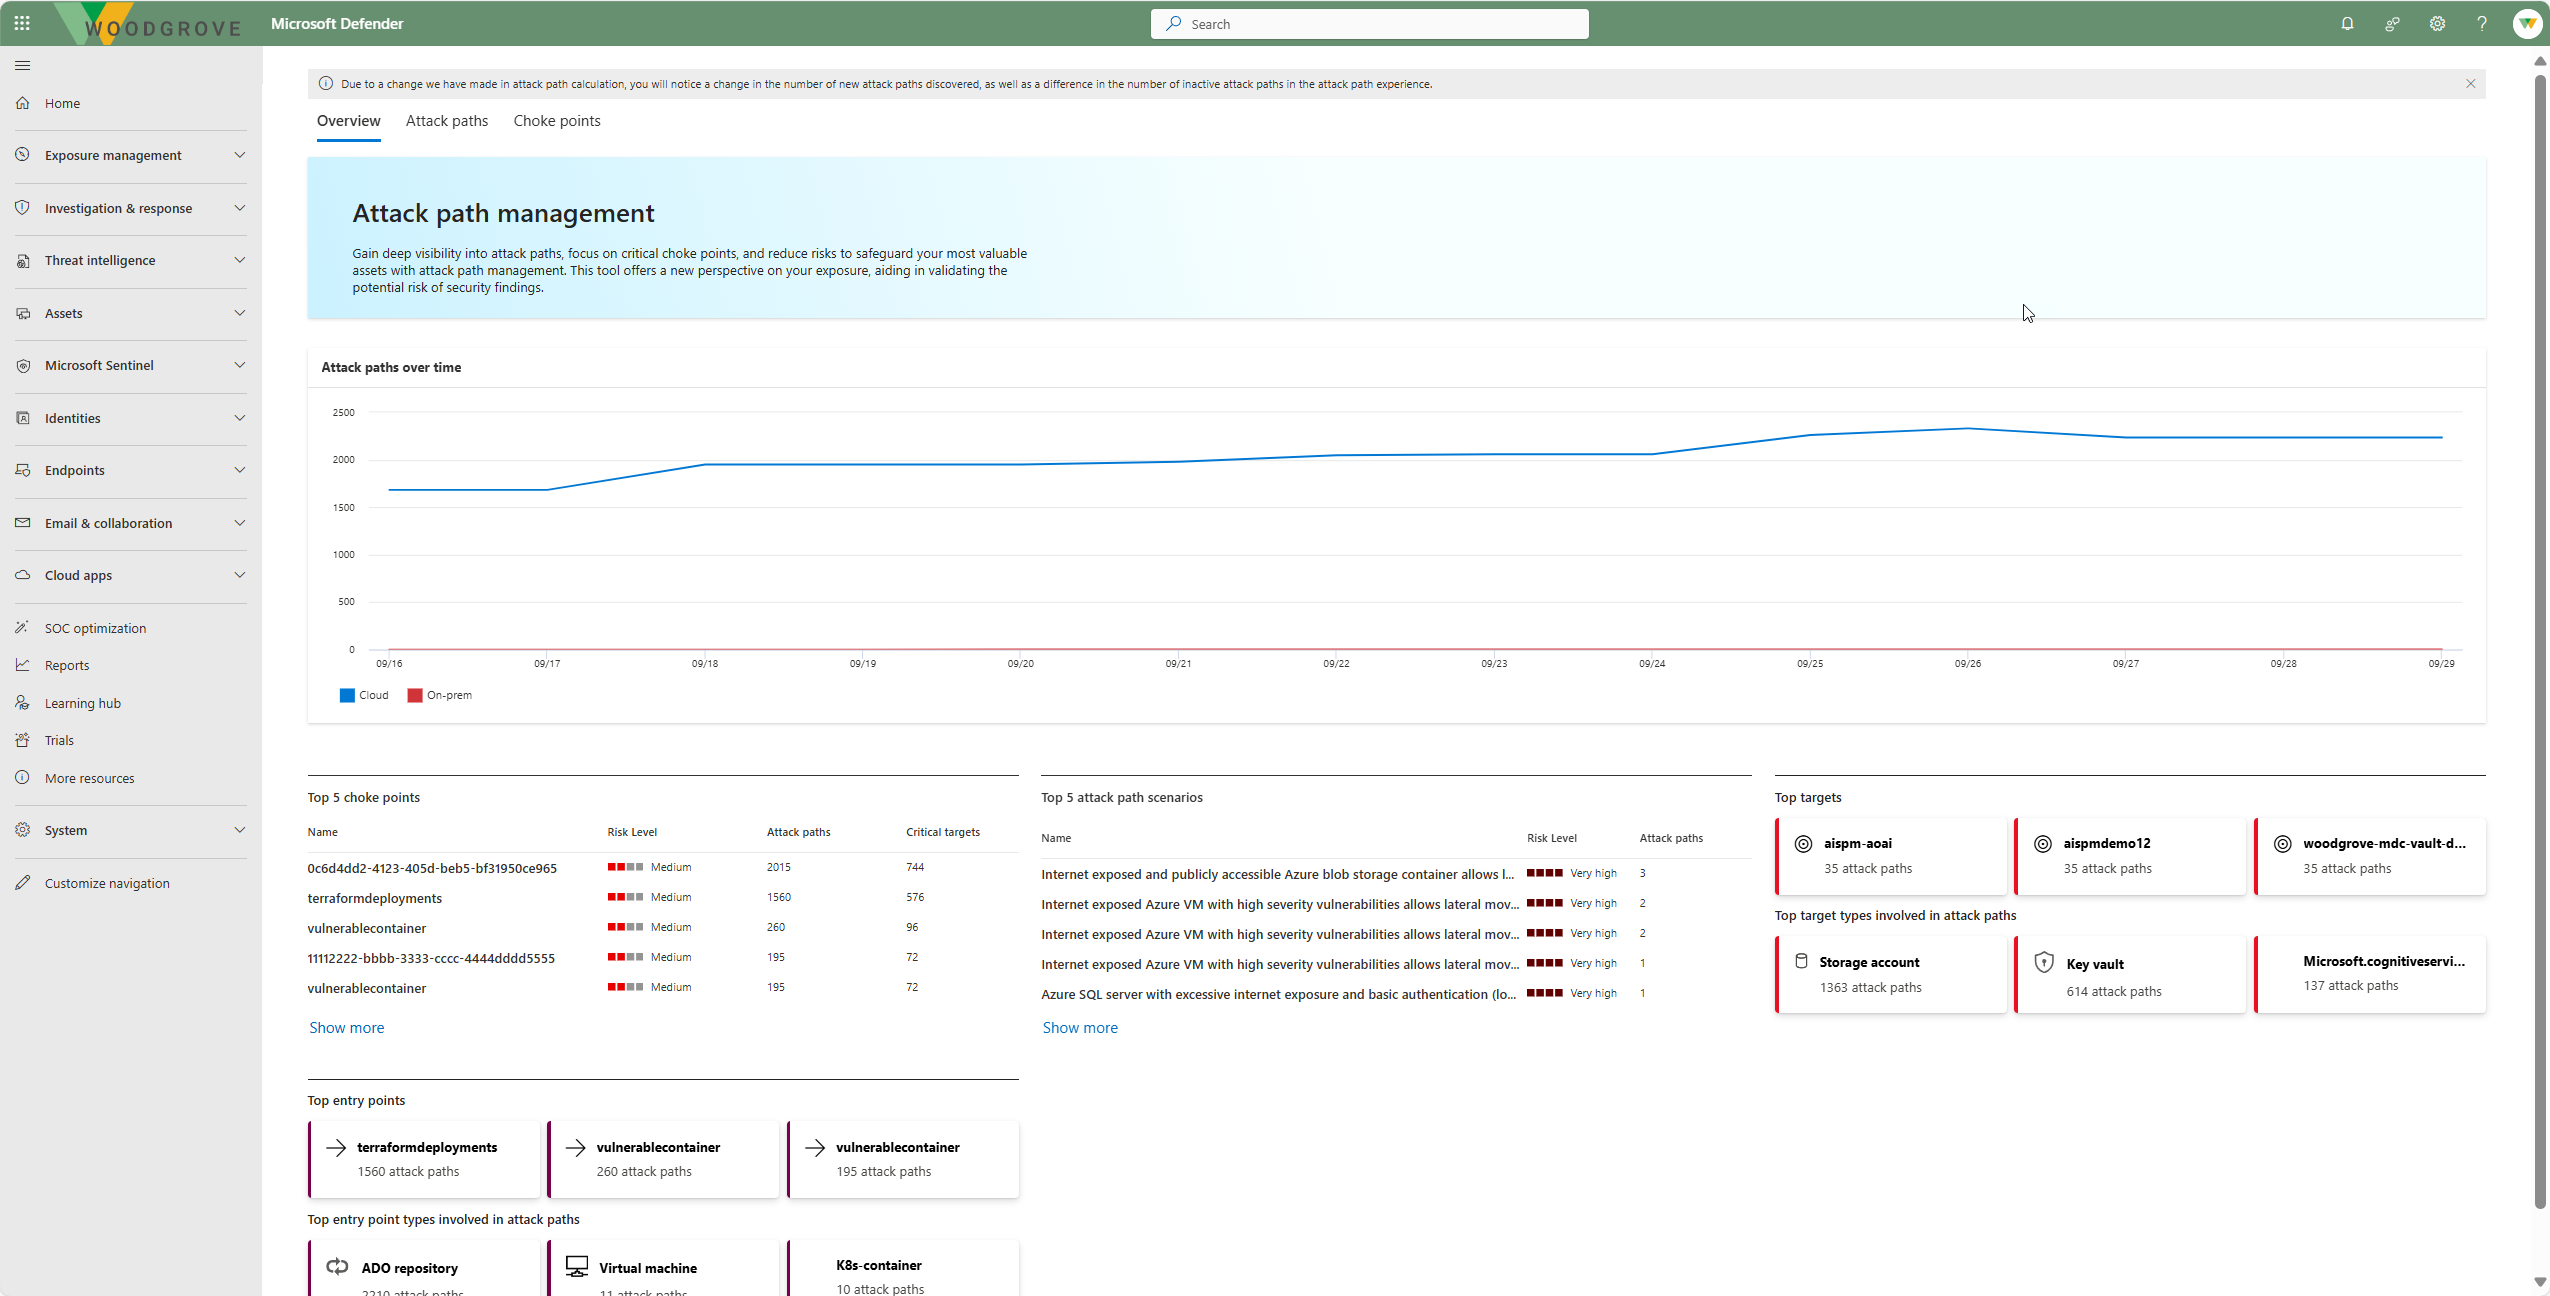 WOODGROVE
Microsoft Defender
Search
Home
Exposure management
Investigation & response
Threat intelligence
Assets
Microsoft Sentinel
Identities
Endpoints
Email & collaboration
Cloud apps
SOC optimization
Reports
Learning hub
Trials
More resources
System
Customize navigation
Due to a change we have made in attack path calculation, you will notice a change in the number of new attack paths discovered, as well as a difference in the number of inactive attack paths in the attack path experience.
Overview Attack paths Choke points
Attack path management
Gain deep visibility into attack paths, focus on critical choke points, and reduce risks to safeguard your most valuable
assets with attack path management. This tool offers a new perspective on your exposure, aiding in validating the
potential risk of security findings.
Attack paths over time
2500
2000
1500
1000
500
0
09/16 09/17 09/18 09/19 09/20 09/21 09/22 09/23 09/24 09/25 09/26 09/27 09/28 09/29
Cloud On-prem
Top 5 choke points
Name Risk Level Attack paths Critical targets
0c6d4dd2-4123-405d-beb5-bf31950ce965 Medium 2015 744
terraformdeployments Medium 1560 576
vulnerablecontainer Medium 260 96
11112222-bbbb-3333-cccc-4444dddd5555 Medium 195 72
vulnerablecontainer Medium 195 72
Show more
Top 5 attack path scenarios
Name Risk Level Attack paths
Internet exposed and publicly accessible Azure blob storage container allows l... Very high 3
Internet exposed Azure VM with high severity vulnerabilities allows lateral mov... Very high 2
Internet exposed Azure VM with high severity vulnerabilities allows lateral mov... Very high 2
Internet exposed Azure VM with high severity vulnerabilities allows lateral mov... Very high 1
Azure SQL server with excessive internet exposure and basic authentication (lo... Very high 1
Show more
Top targets
aispm-aoai
35 attack paths
aispmdemo12
35 attack paths
woodgrove-mdc-vault-d...
35 attack paths
Top target types involved in attack paths
Storage account
1363 attack paths
Key vault
614 attack paths
Microsoft.cognitiveservi...
137 attack paths
Top entry points
terraformdeployments
1560 attack paths
vulnerablecontainer
260 attack paths
vulnerablecontainer
195 attack paths
Top entry point types involved in attack paths
ADO repository
2210 attack paths
Virtual machine
11 attack paths
K8s-container
10 attack paths